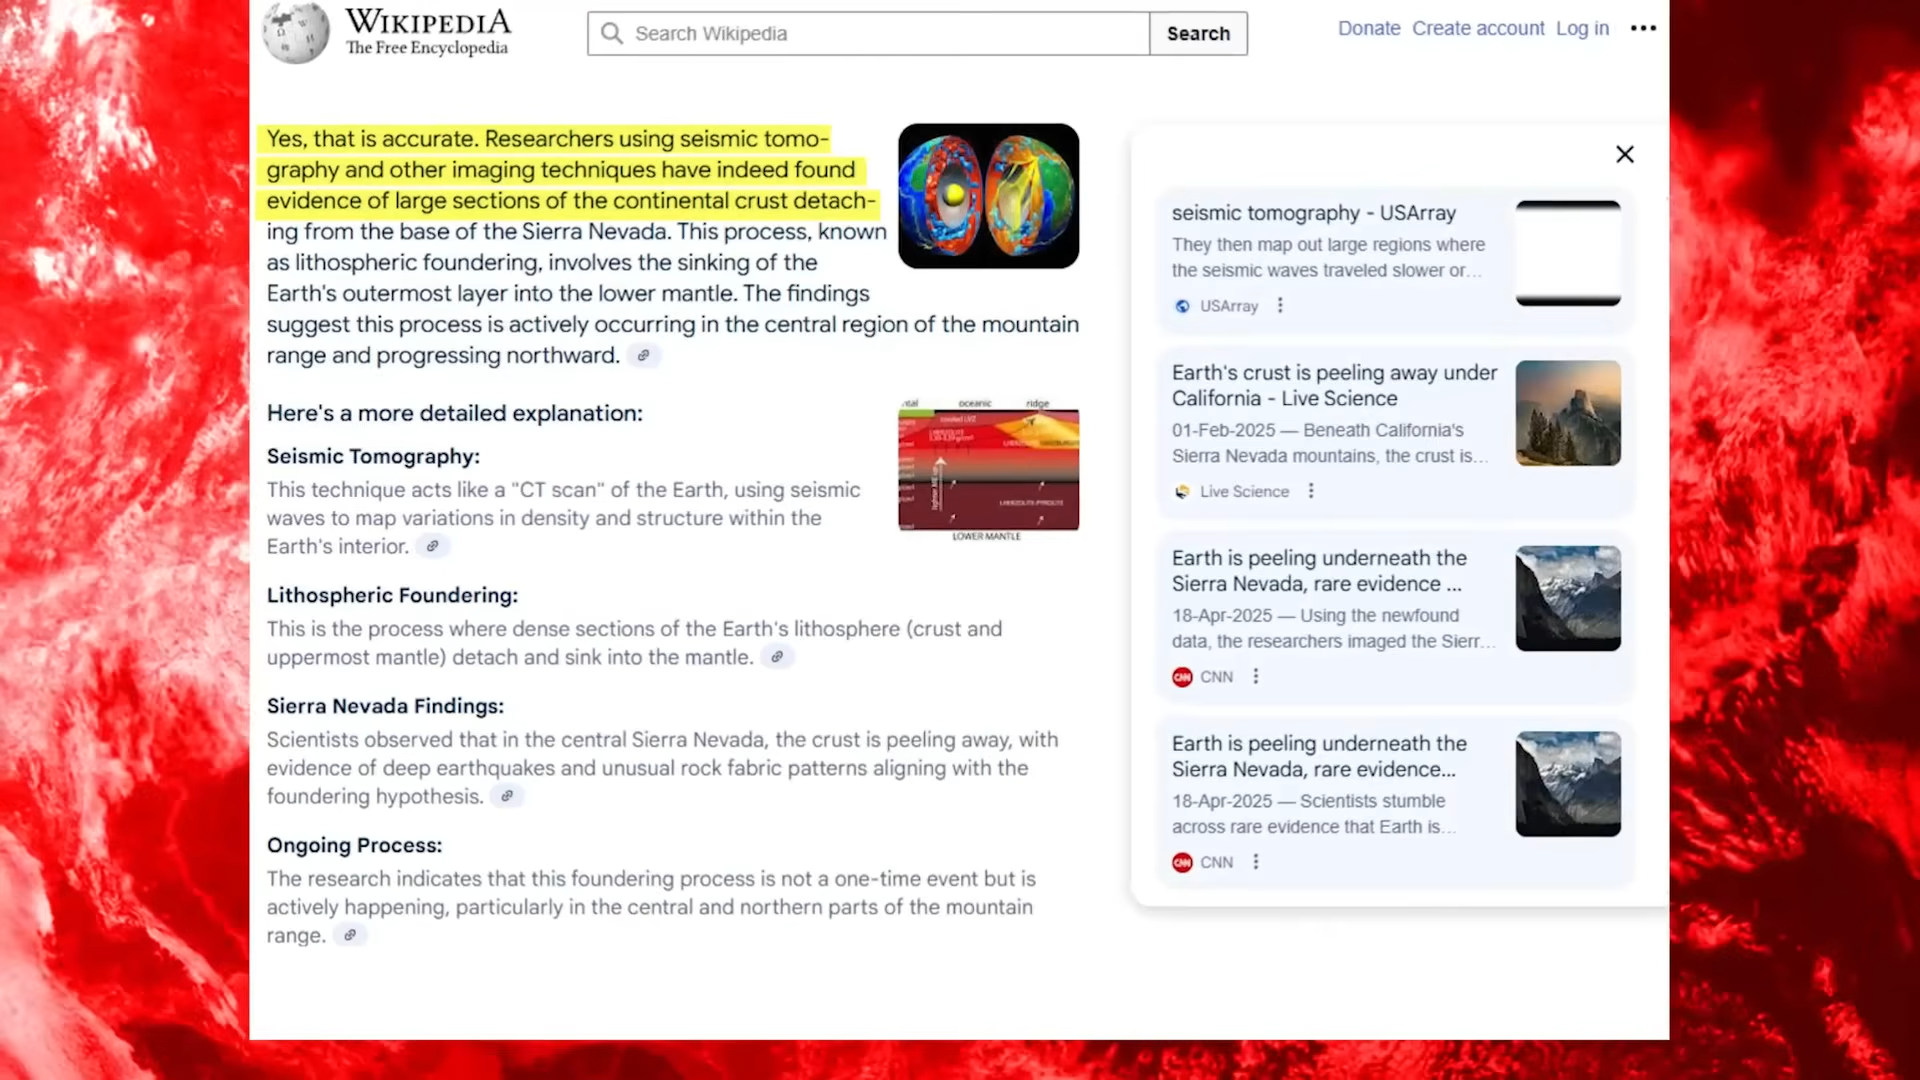 WIKIPEDIA
The Free Encyclopedia
Search Wikipedia
Search
Donate Create account Log in
Yes, that is accurate. Researchers using seismic tomo-
graphy and other imaging techniques have indeed found
evidence of large sections of the continental crust detach-
ing from the base of the Sierra Nevada. This process, known
as lithospheric foundering, involves the sinking of the
Earth's outermost layer into the lower mantle. The findings
suggest this process is actively occurring in the central region of the mountain
range and progressing northward.
Here's a more detailed explanation:
Seismic Tomography:
This technique acts like a "CT scan" of the Earth, using seismic
waves to map variations in density and structure within the
Earth's interior.
oceanic ridge
LOWER MANTLE
Lithospheric Foundering:
This is the process where dense sections of the Earth's lithosphere (crust and
uppermost mantle) detach and sink into the mantle.
Sierra Nevada Findings:
Scientists observed that in the central Sierra Nevada, the crust is peeling away, with
evidence of deep earthquakes and unusual rock fabric patterns aligning with the
foundering hypothesis.
Ongoing Process:
The research indicates that this foundering process is not a one-time event but is
actively happening, particularly in the central and northern parts of the mountain
range.
seismic tomography - USArray
They then map out large regions where
the seismic waves traveled slower or...
USArray
Earth's crust is peeling away under
California - Live Science
01-Feb-2025 — Beneath California's
Sierra Nevada mountains, the crust is...
Live Science
Earth is peeling underneath the
Sierra Nevada, rare evidence ...
18-Apr-2025 — Using the newfound
data, the researchers imaged the Sierr...
CNN
CNN
Earth is peeling underneath the
Sierra Nevada, rare evidence...
18-Apr-2025 — Scientists stumble
across rare evidence that Earth is...
CNN
CNN